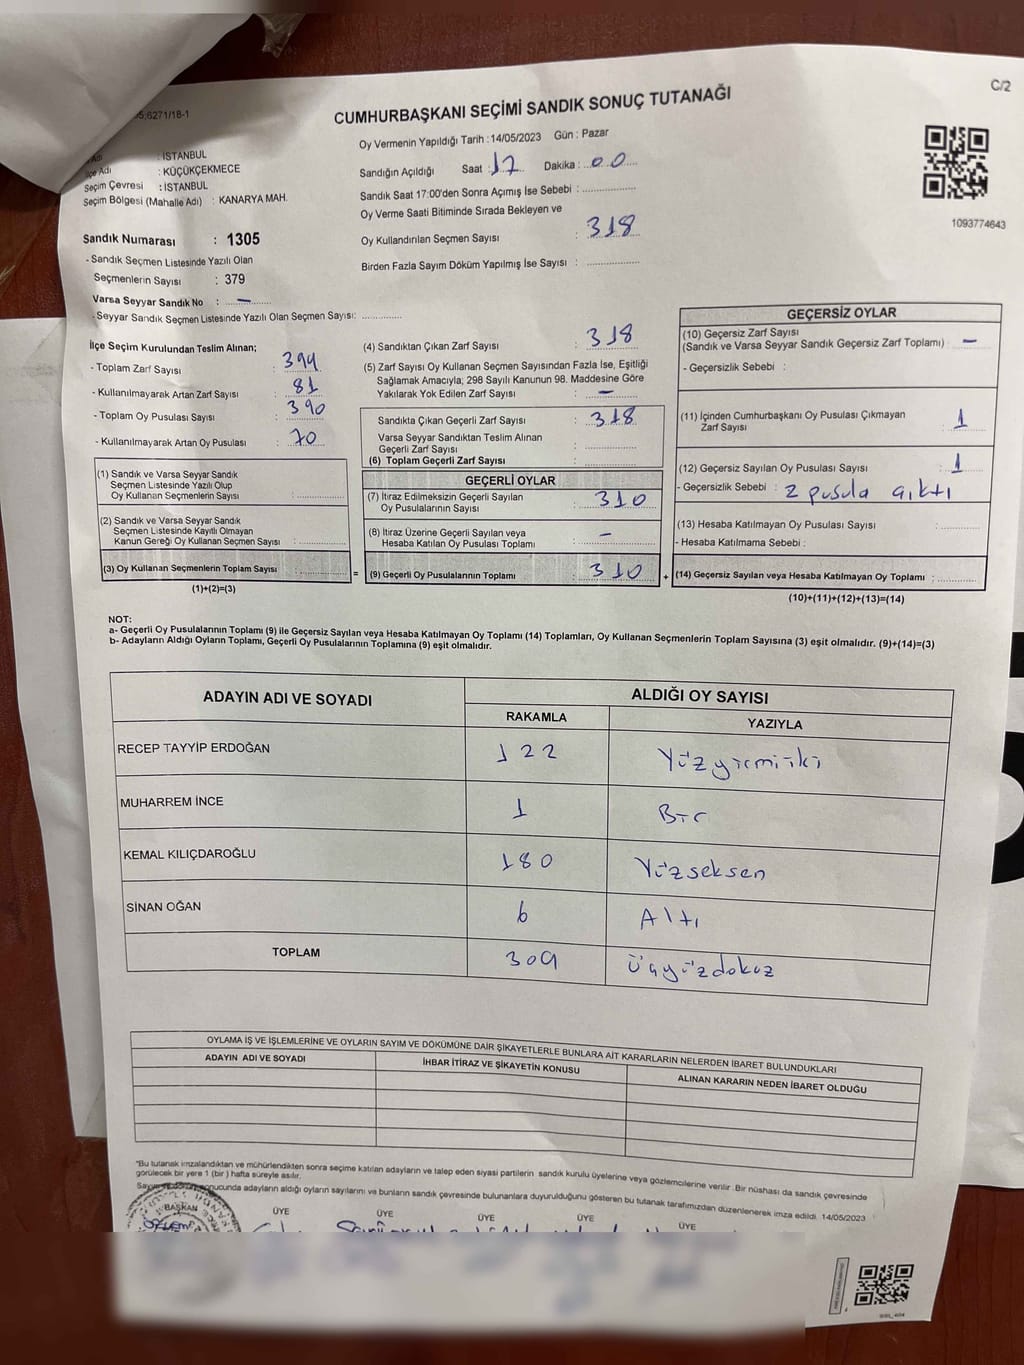 5;6271/18-1
C/2
CUMHURBAŞKANI SEÇİMİ SANDIK SONUÇ TUTANAĞI
Adı : İSTANBUL
İlçe Adı : KÜÇÜKÇEKMECE
Seçim Çevresi : İSTANBUL
Seçim Bölgesi (Mahalle Adı) : KANARYA MAH.
Sandık Numarası : 1305
- Sandık Seçmen Listesinde Yazılı Olan
Seçmenlerin Sayısı : 379
Varsa Seyyar Sandık No : —
- Seyyar Sandık Seçmen Listesinde Yazılı Olan Seçmen Sayısı:
Oy Vermenin Yapıldığı Tarih : 14/05/2023 Gün : Pazar
Sandığın Açıldığı Saat : 17 Dakika : 00
Sandık Saat 17:00'den Sonra Açımış İse Sebebi :
Oy Verme Saati Bitiminde Sırada Bekleyen ve
Oy Kullandırılan Seçmen Sayısı : 318
Birden Fazla Sayım Döküm Yapılmış İse Sayısı :
1093774643
İlçe Seçim Kurulundan Teslim Alınan;
- Toplam Zarf Sayısı : 399
- Kullanılmayarak Artan Zarf Sayısı : 81
- Toplam Oy Pusulası Sayısı : 390
- Kullanılmayarak Artan Oy Pusulası : 70
(1) Sandık ve Varsa Seyyar Sandık
Seçmen Listesinde Yazılı Olup
Oy Kullanan Seçmenlerin Sayısı :
(2) Sandık ve Varsa Seyyar Sandık
Seçmen Listesinde Kayıtlı Olmayan
Kanun Gereği Oy Kullanan Seçmen Sayısı :
(3) Oy Kullanan Seçmenlerin Toplam Sayısı :
(1)+(2)=(3)
(4) Sandıktan Çıkan Zarf Sayısı : 318
(5) Zarf Sayısı Oy Kullanan Seçmen Sayısından Fazla İse, Eşitliği
Sağlamak Amacıyla; 298 Sayılı Kanunun 98. Maddesine Göre
Yakılarak Yok Edilen Zarf Sayısı : —
Sandıkta Çıkan Geçerli Zarf Sayısı : 318
Varsa Seyyar Sandıktan Teslim Alınan
Geçerli Zarf Sayısı :
(6) Toplam Geçerli Zarf Sayısı :
GEÇERLİ OYLAR
(7) İtiraz Edilmeksizin Geçerli Sayılan
Oy Pusulalarının Sayısı : 310
(8) İtiraz Üzerine Geçerli Sayılan veya
Hesaba Katılan Oy Pusulası Toplamı : —
= (9) Geçerli Oy Pusulalarının Toplamı : 310 +
GEÇERSİZ OYLAR
(10) Geçersiz Zarf Sayısı
(Sandık ve Varsa Seyyar Sandık Geçersiz Zarf Toplamı) : —
- Geçersizlik Sebebi :
(11) İçinden Cumhurbaşkanı Oy Pusulası Çıkmayan
Zarf Sayısı : 1
(12) Geçersiz Sayılan Oy Pusulası Sayısı : 1
- Geçersizlik Sebebi : 2 pusula çıktı
(13) Hesaba Katılmayan Oy Pusulası Sayısı :
- Hesaba Katılmama Sebebi :
(14) Geçersiz Sayılan veya Hesaba Katılmayan Oy Toplamı :
(10)+(11)+(12)+(13)=(14)
NOT:
a- Geçerli Oy Pusulalarının Toplamı (9) ile Geçersiz Sayılan veya Hesaba Katılmayan Oy Toplamı (14) Toplamları, Oy Kullanan Seçmenlerin Toplam Sayısına (3) eşit olmalıdır. (9)+(14)=(3)
b- Adayların Aldığı Oyların Toplamı, Geçerli Oy Pusulalarının Toplamına (9) eşit olmalıdır.
ADAYIN ADI VE SOYADI ALDIĞI OY SAYISI
RAKAMLA YAZIYLA
RECEP TAYYİP ERDOĞAN 122 Yüzyirmiiki
MUHARREM İNCE 1 Bir
KEMAL KILIÇDAROĞLU 180 Yüzseksen
SİNAN OĞAN 6 Altı
TOPLAM 309 Üçyüzdokuz
OYLAMA İŞ VE İŞLEMLERİNE VE OYLARIN SAYIM VE DÖKÜMÜNE DAİR ŞİKAYETLERLE BUNLARA AİT KARARLARIN NELERDEN İBARET BULUNDUKLARI
ADAYIN ADI VE SOYADI İHBAR İTİRAZ VE ŞİKAYETİN KONUSU ALINAN KARARIN NEDEN İBARET OLDUĞU
"Bu tutanak imzalandıktan ve mühürlendikten sonra seçime katılan adayların ve talep eden siyasi partilerin sandık kurulu üyelerine veya gözlemcilerine verilir. Bir nüshası da sandık çevresinde
görülecek bir yere 1 (bir ) hafta süreyle asılır.
sonucunda adayların aldığı oyların sayılarını ve bunların sandık çevresinde bulunanlara duyurulduğunu gösteren bu tutanak tarafımızdan düzenlenerek imza edildi. 14/05/2023
BAŞKAN ÜYE ÜYE ÜYE ÜYE ÜYE